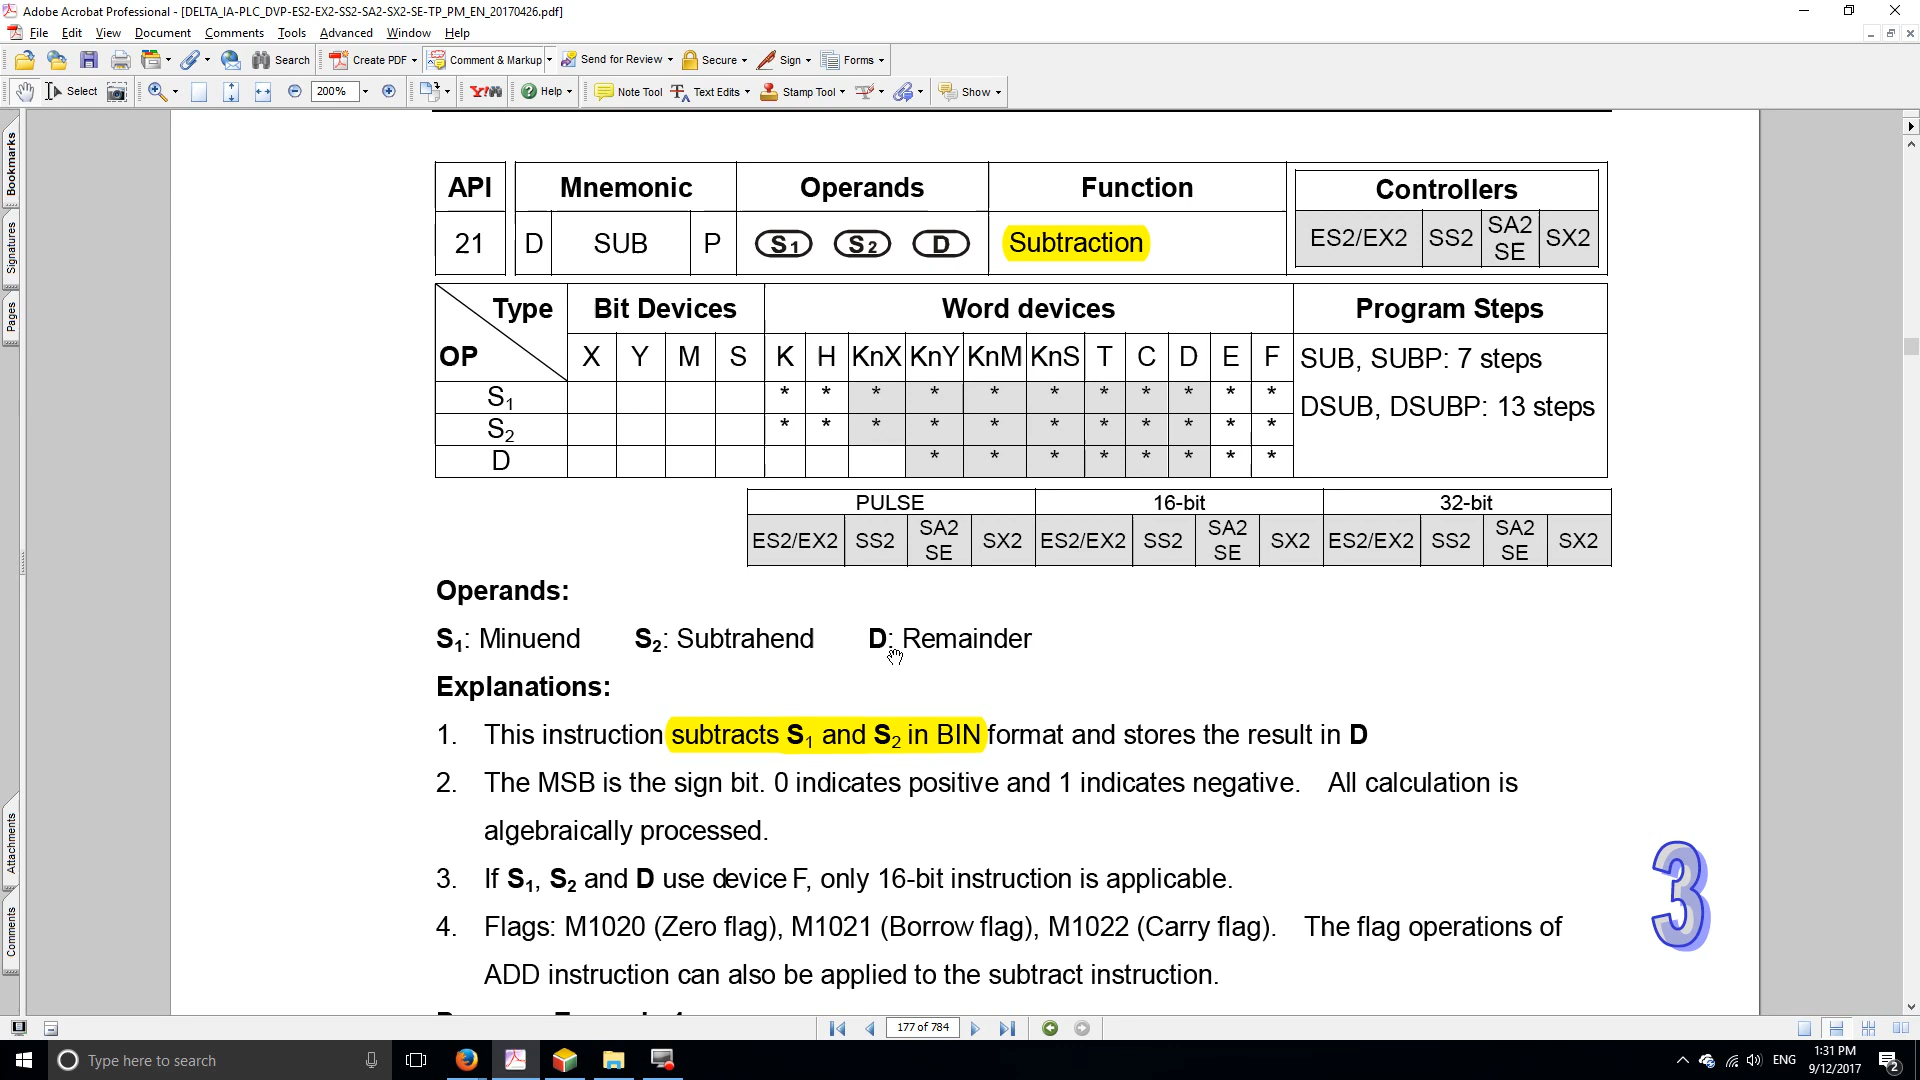 Adobe Acrobat Professional - [DELTA_IA-PLC_DVP-ES2-EX2-SS2-SA2-SX2-SE-TP_PM_EN_20170426.pdf]
File Edit View Document Comments Tools Advanced Window Help
Search Create PDF Comment & Markup Send for Review Secure Sign Forms
Select 200% Y! Help Note Tool Text Edits Stamp Tool Show
Bookmarks
Signatures
Pages
Attachments
Comments
API Mnemonic Operands Function Controllers
21 D SUB P S1 S2 D Subtraction ES2/EX2 SS2 SA2 SE SX2
Type Bit Devices Word devices Program Steps
OP X Y M S K H KnX KnY KnM KnS T C D E F SUB, SUBP: 7 steps
S1 * * * * * * * * * * *
DSUB, DSUBP: 13 steps
S2 * * * * * * * * * * *
D * * * * * * * *
PULSE 16-bit 32-bit
ES2/EX2 SS2 SA2 SE SX2 ES2/EX2 SS2 SA2 SE SX2 ES2/EX2 SS2 SA2 SE SX2
Operands:
S1: Minuend S2: Subtrahend D: Remainder
Explanations:
1. This instruction subtracts S1 and S2 in BIN format and stores the result in D
2. The MSB is the sign bit. 0 indicates positive and 1 indicates negative. All calculation is
algebraically processed.
3. If S1, S2 and D use device F, only 16-bit instruction is applicable.
4. Flags: M1020 (Zero flag), M1021 (Borrow flag), M1022 (Carry flag). The flag operations of
ADD instruction can also be applied to the subtract instruction.
3
177 of 784
Type here to search
ENG
1:31 PM
9/12/2017
2